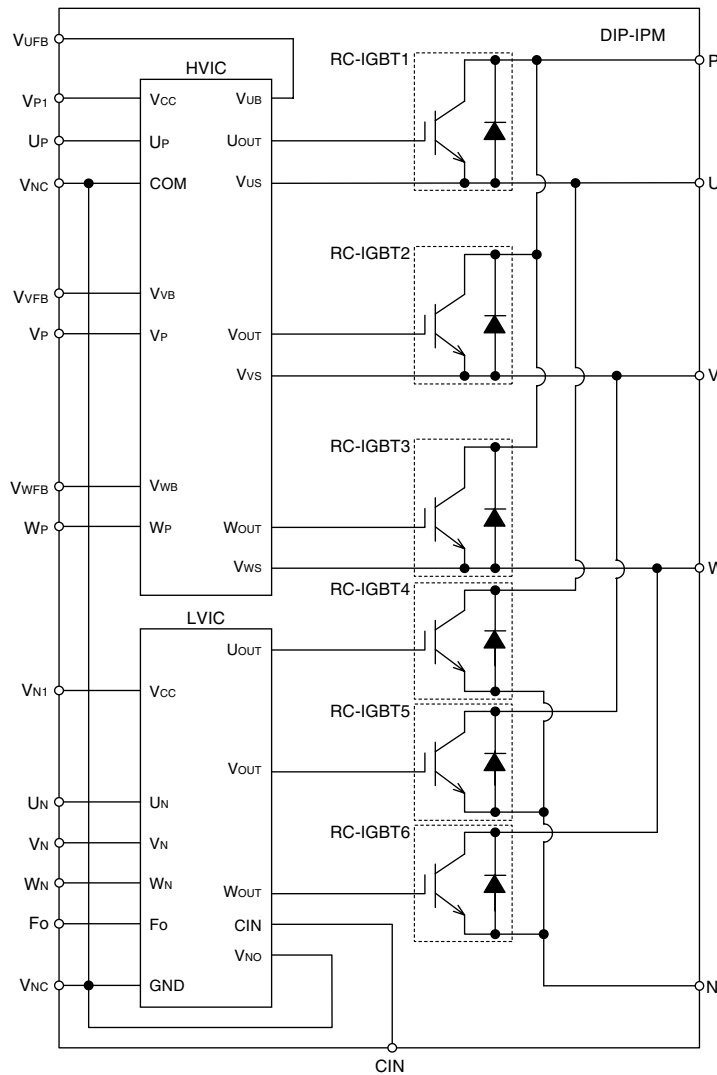 DIP-IPM
VUFB
RC-IGBT1
P
HVIC
VP1
VCC
VUB
UP
UP
UOUT
VNC
COM
VUS
U
RC-IGBT2
VVFB
VVB
VP
VP
VOUT
VVS
V
RC-IGBT3
VWFB
VWB
WP
WP
WOUT
VWS
W
RC-IGBT4
LVIC
UOUT
VN1
VCC
RC-IGBT5
VOUT
UN
UN
VN
VN
RC-IGBT6
WN
WN
WOUT
Fo
Fo
CIN
VNO
VNC
GND
N
CIN